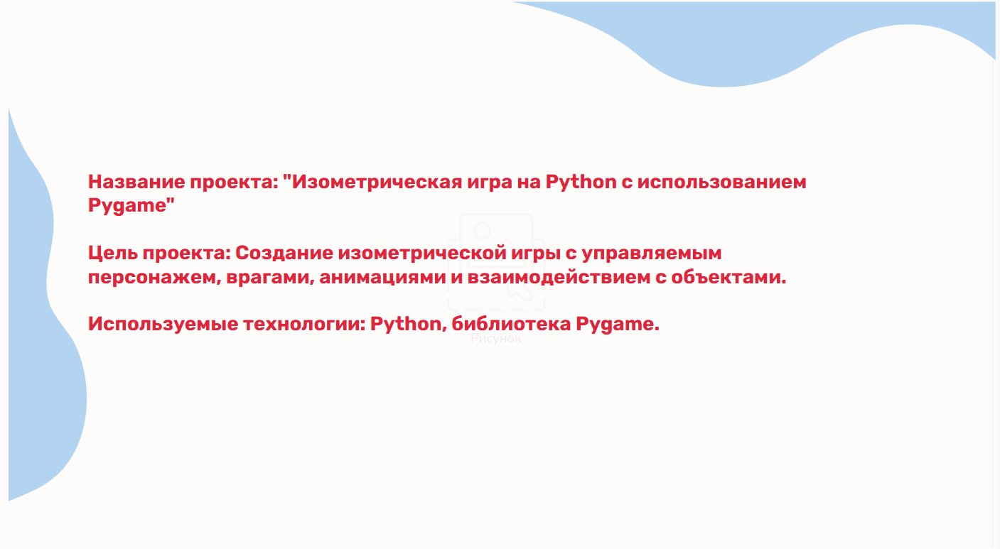 Название проекта: "Изометрическая игра на Python с использованием
Pygame"
Цель проекта: Создание изометрической игры с управляемым
персонажем, врагами, анимациями и взаимодействием с объектами.
Используемые технологии: Python, библиотека Pygame.
Рисунок